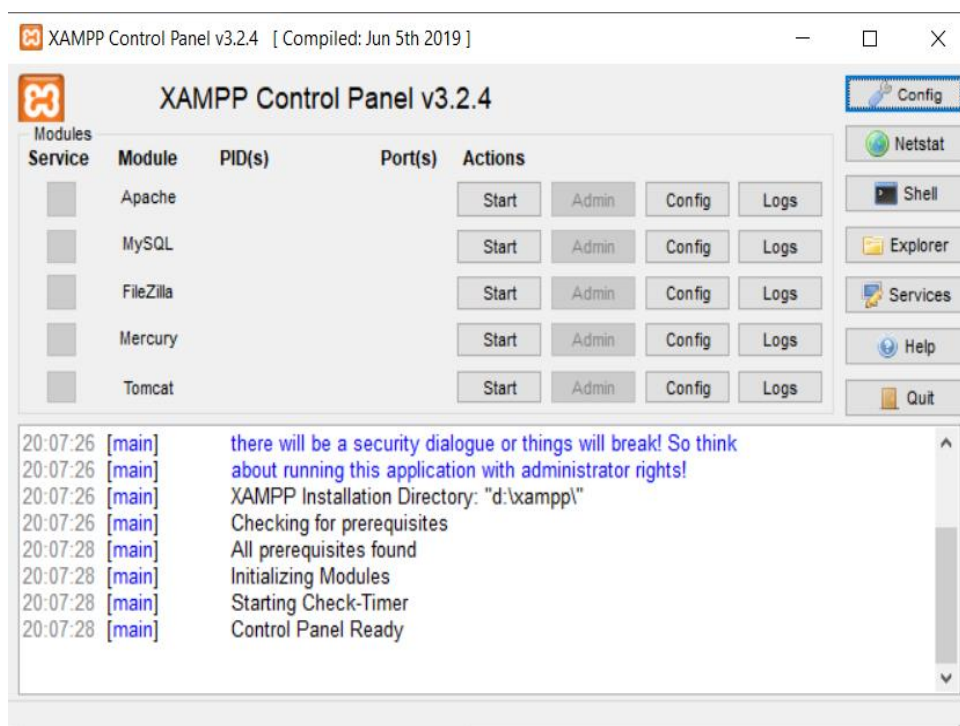 XAMPP Control Panel v3.2.4 [ Compiled: Jun 5th 2019 ]
XAMPP Control Panel v3.2.4
Config
Modules
Service Module PID(s) Port(s) Actions
Netstat
Apache Start Admin Config Logs
Shell
MySQL Start Admin Config Logs
Explorer
FileZilla Start Admin Config Logs
Services
Mercury Start Admin Config Logs
Help
Tomcat Start Admin Config Logs
Quit
20:07:26 [main] there will be a security dialogue or things will break! So think
20:07:26 [main] about running this application with administrator rights!
20:07:26 [main] XAMPP Installation Directory: "d:\xampp\"
20:07:26 [main] Checking for prerequisites
20:07:28 [main] All prerequisites found
20:07:28 [main] Initializing Modules
20:07:28 [main] Starting Check-Timer
20:07:28 [main] Control Panel Ready